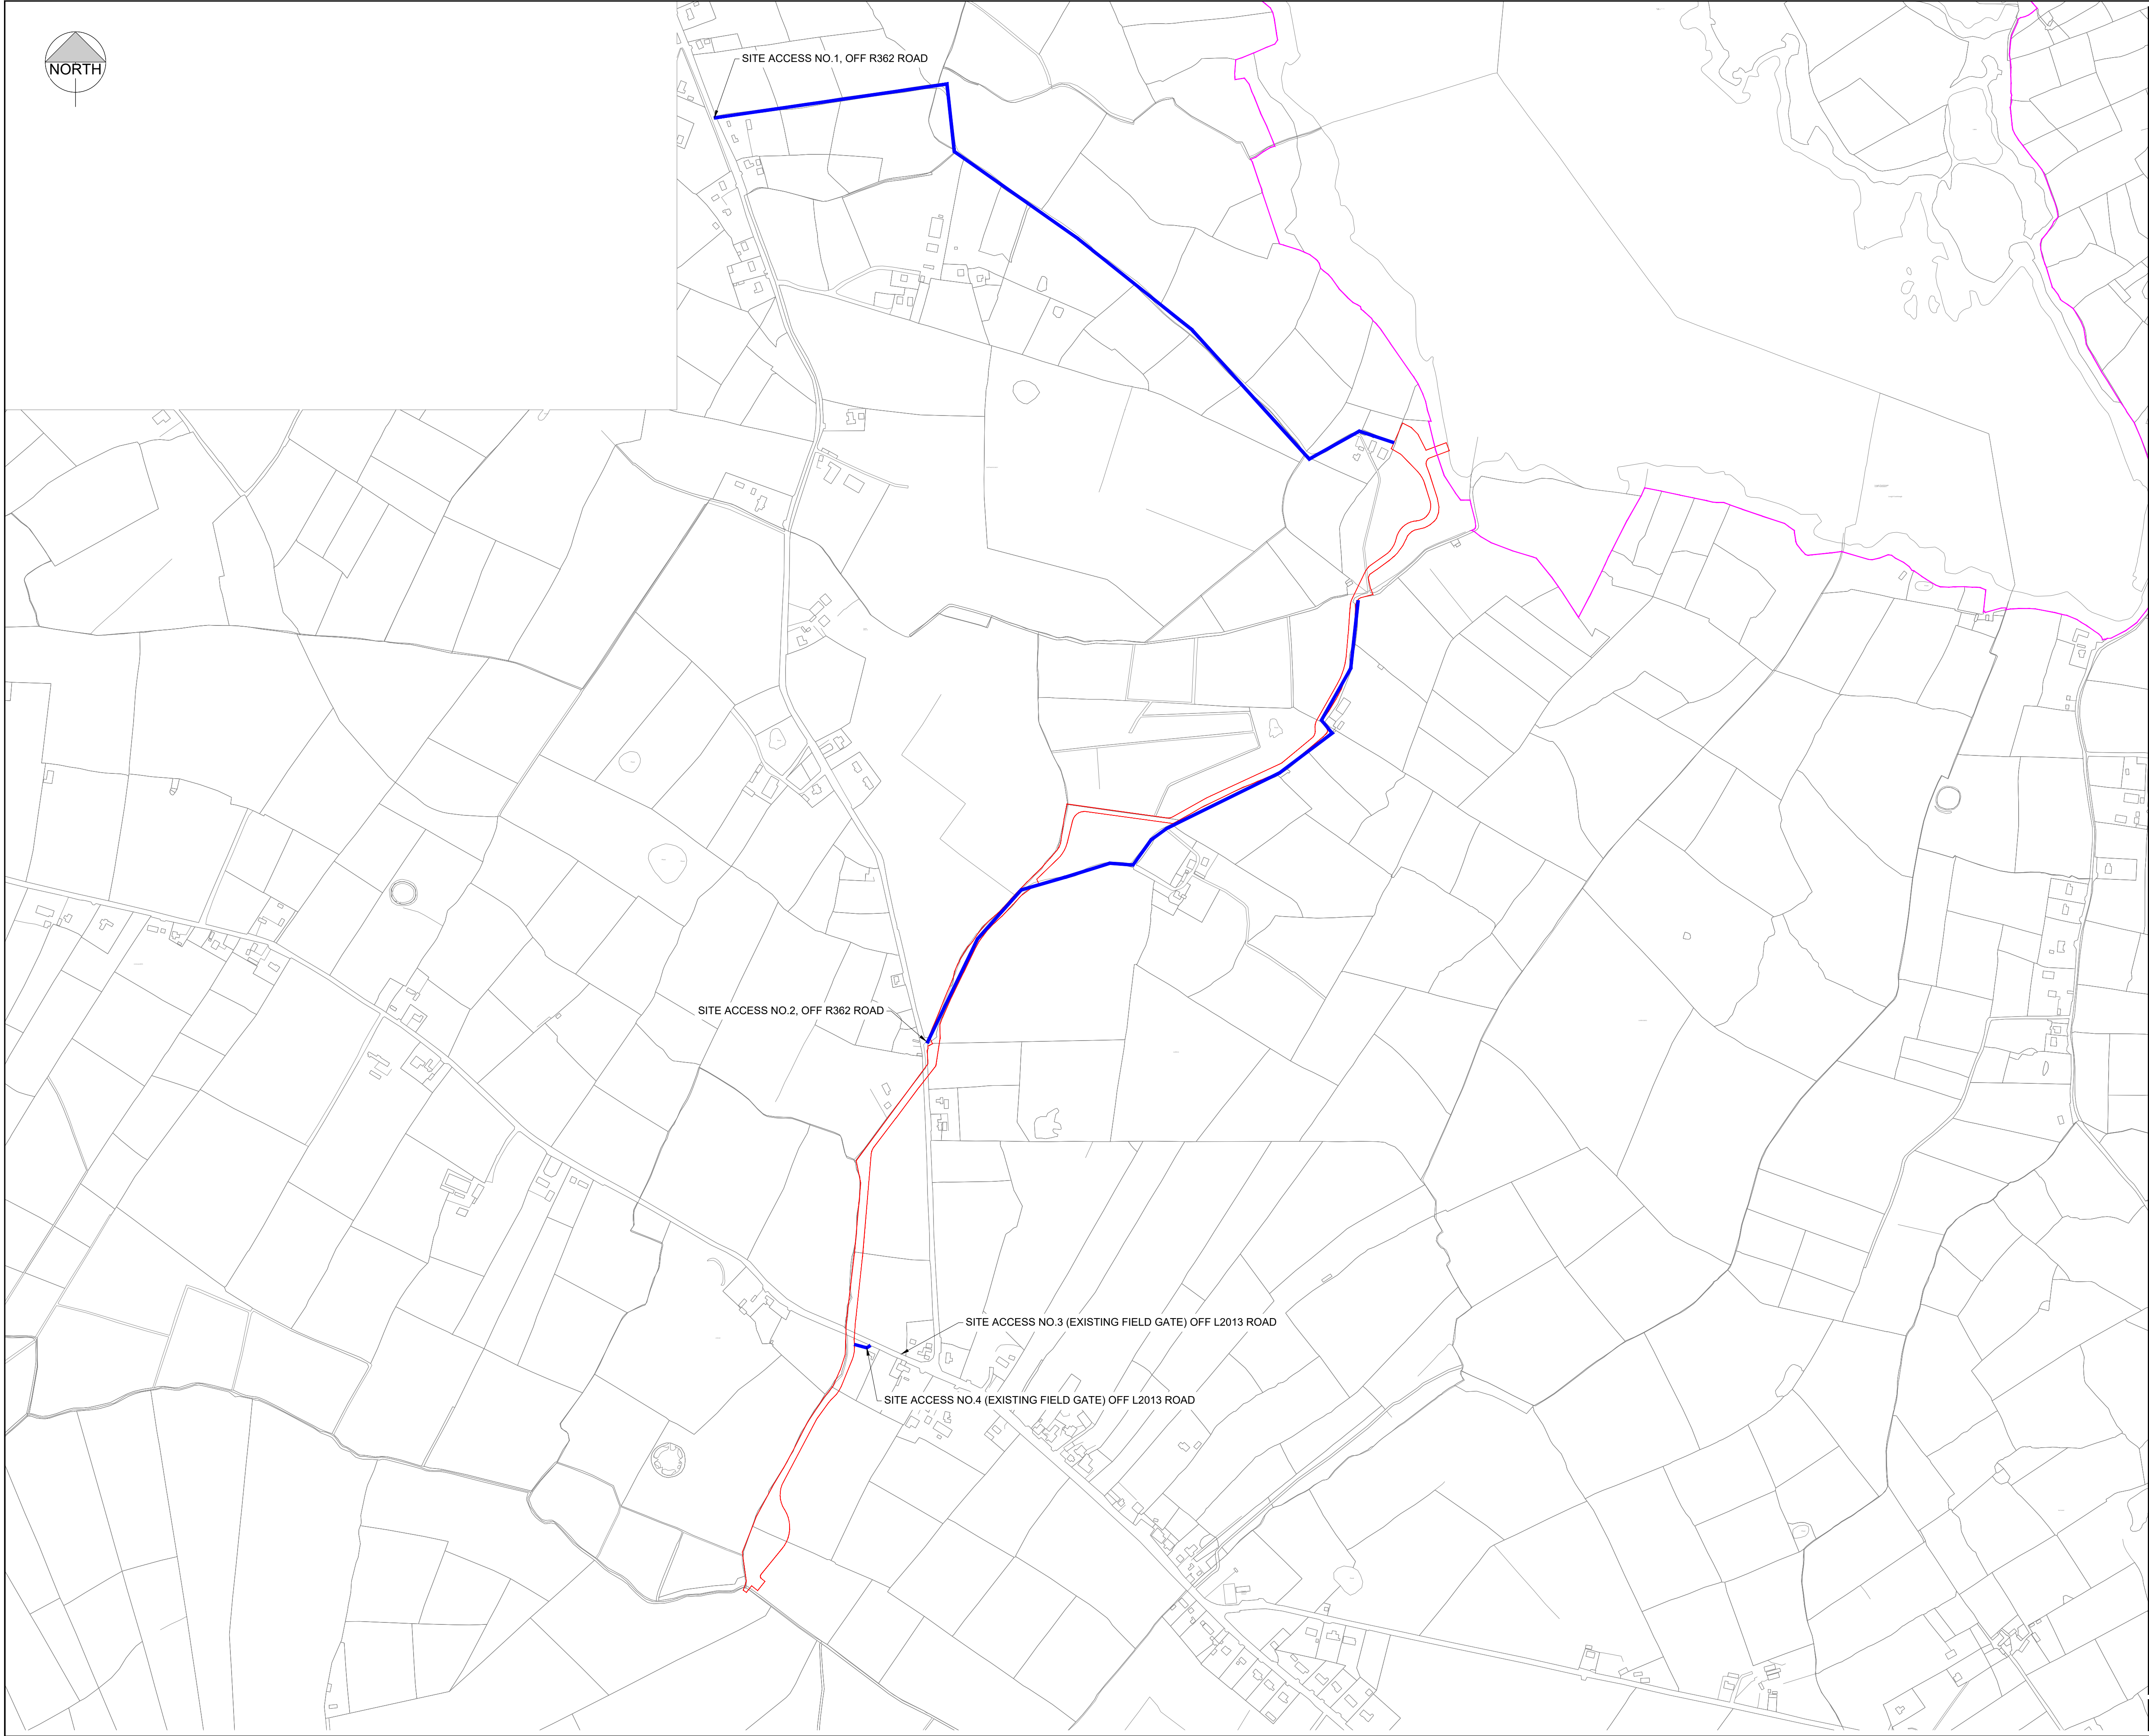 NORTH
SITE ACCESS NO.1, OFF R362 ROAD
SITE ACCESS NO.2, OFF R362 ROAD
SITE ACCESS NO.3 (EXISTING FIELD GATE) OFF L2013 ROAD
SITE ACCESS NO.4 (EXISTING FIELD GATE) OFF L2013 ROAD